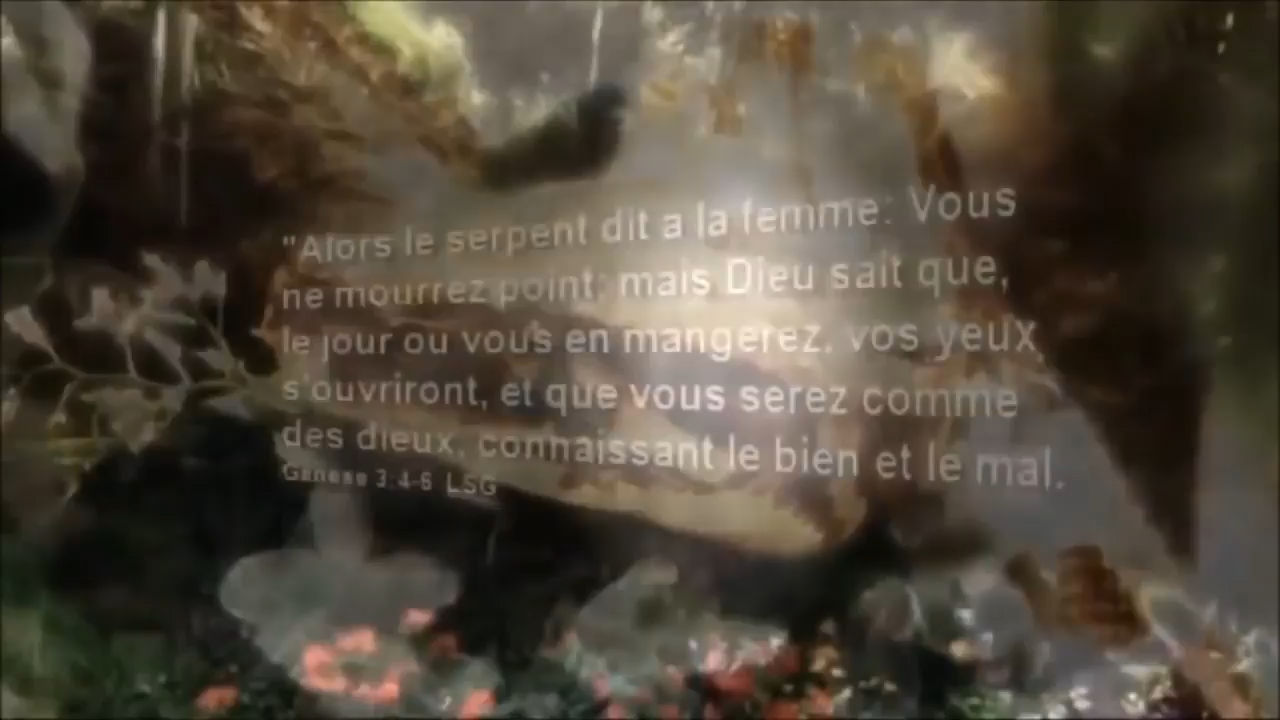 "Alors le serpent dit a la femme: Vous
ne mourrez point; mais Dieu sait que,
le jour ou vous en mangerez, vos yeux
s'ouvriront, et que vous serez comme
des dieux, connaissant le bien et le mal.
Genese 3:4-5 LSG